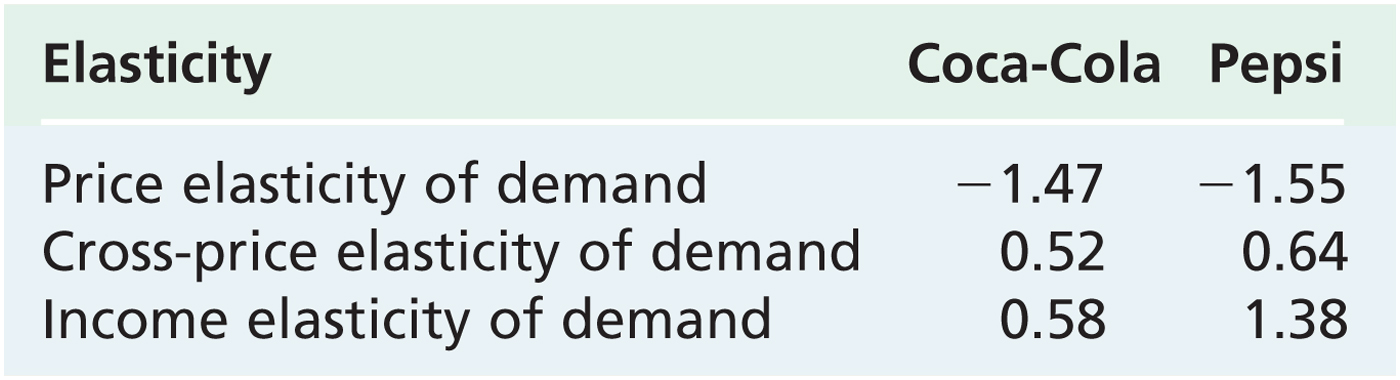 Elasticity Coca-Cola Pepsi
Price elasticity of demand −1.47 −1.55
Cross-price elasticity of demand 0.52 0.64
Income elasticity of demand 0.58 1.38